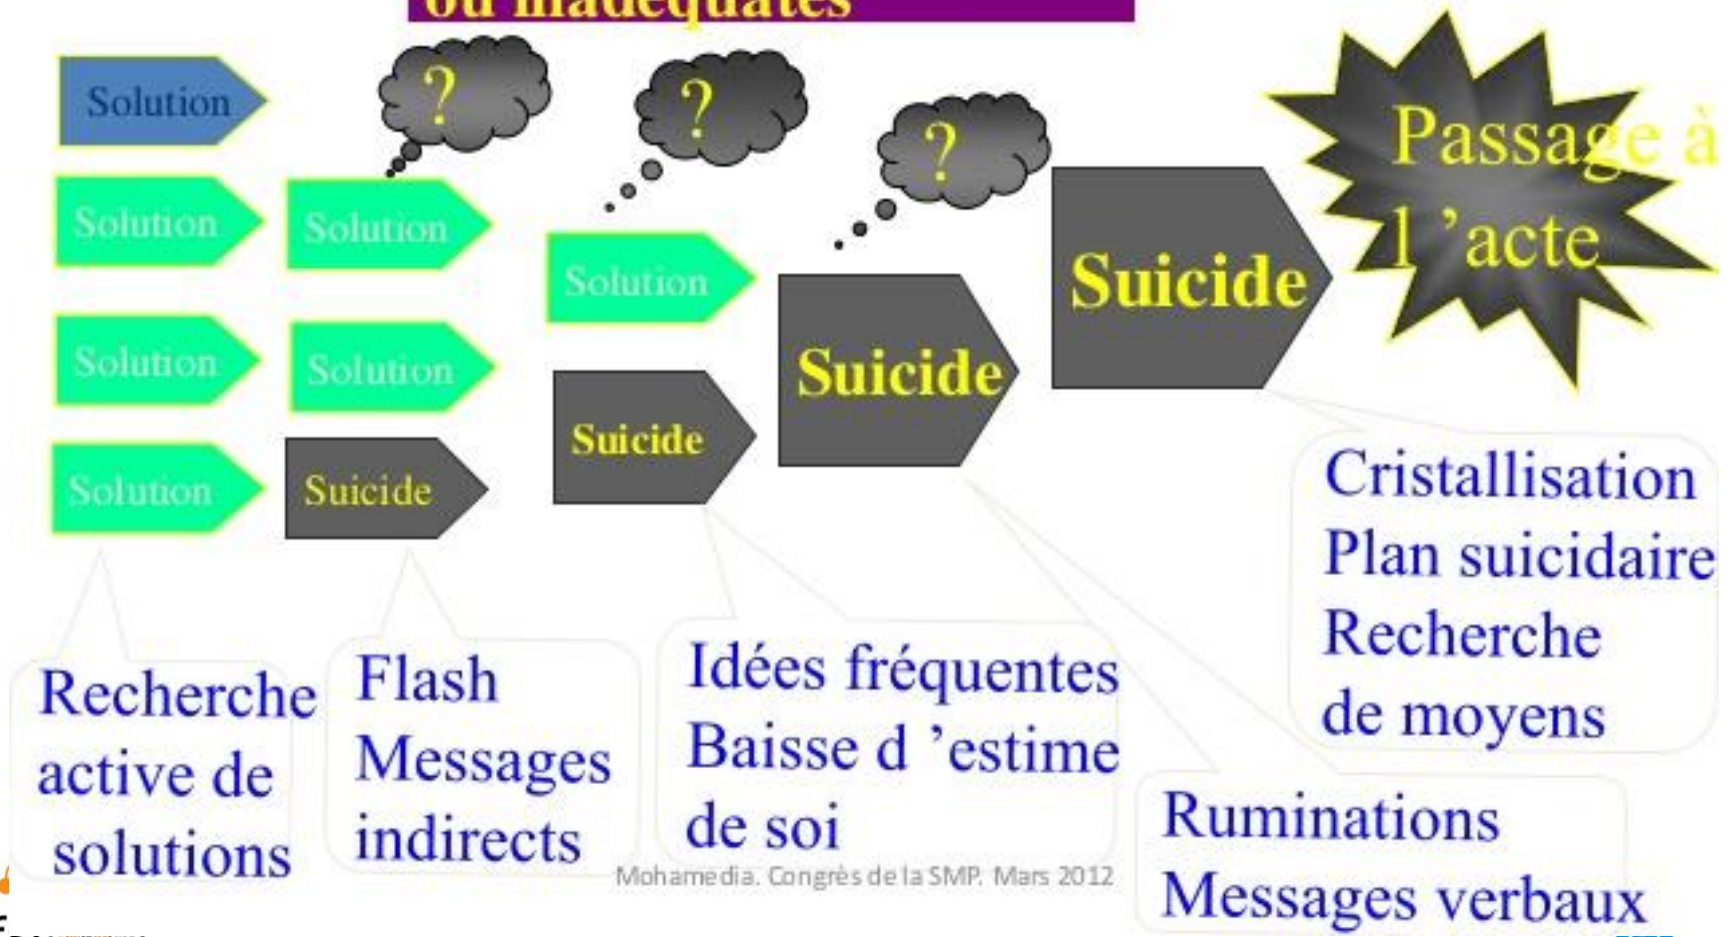 ou inadéquates
Solution
?
?
?
Passage à
l ’acte
Solution
Solution
Solution
Suicide
Suicide
Solution
Solution
Suicide
Solution
Suicide
Recherche
active de
solutions
Flash
Messages
indirects
Idées fréquentes
Baisse d ’estime
de soi
Ruminations
Messages verbaux
Cristallisation
Plan suicidaire
Recherche
de moyens
Mohamedia. Congrès de la SMP. Mars 2012